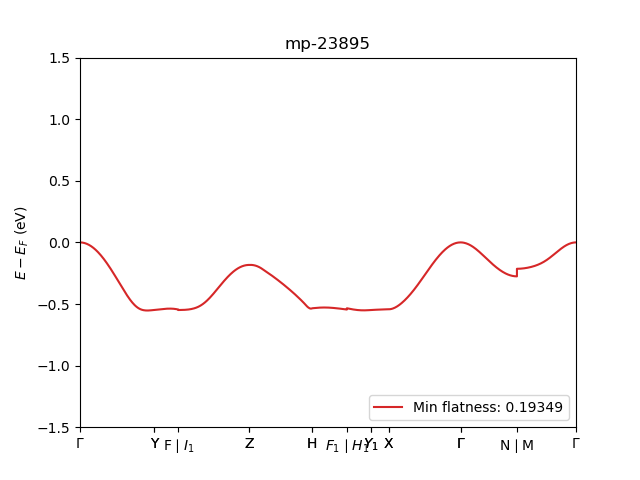 mp-23895
E − E_F (eV)
1.5
1.0
0.5
0.0
−0.5
−1.0
−1.5
Min flatness: 0.19349
Γ Y F | I₁ Z H F₁ | H₁ Y₁ X Γ N | M Γ